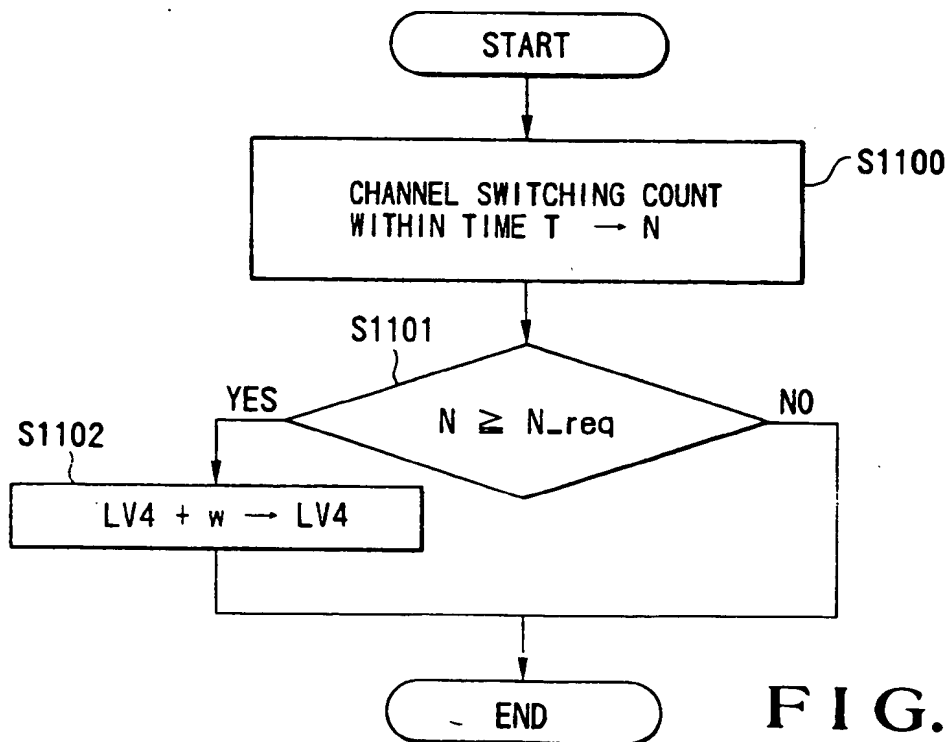 START
S1100
CHANNEL SWITCHING COUNT
WITHIN TIME T → N
S1101
YES
N ≧ N_req
NO
S1102
LV4 + w → LV4
END
FIG.